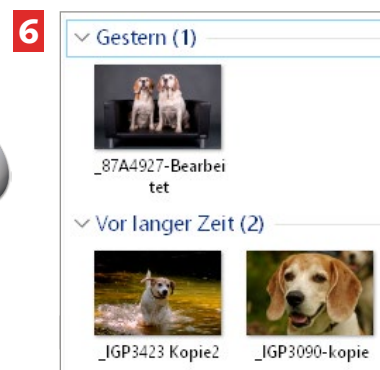 6
Gestern (1)
_87A4927-Bearbei
tet
Vor langer Zeit (2)
_IGP3423 Kopie2
_IGP3090-kopie